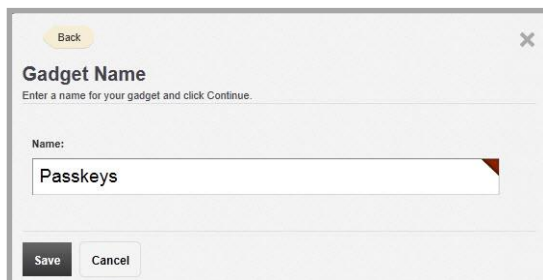 Back
Gadget Name
Enter a name for your gadget and click Continue.
Name:
Passkeys
Save Cancel